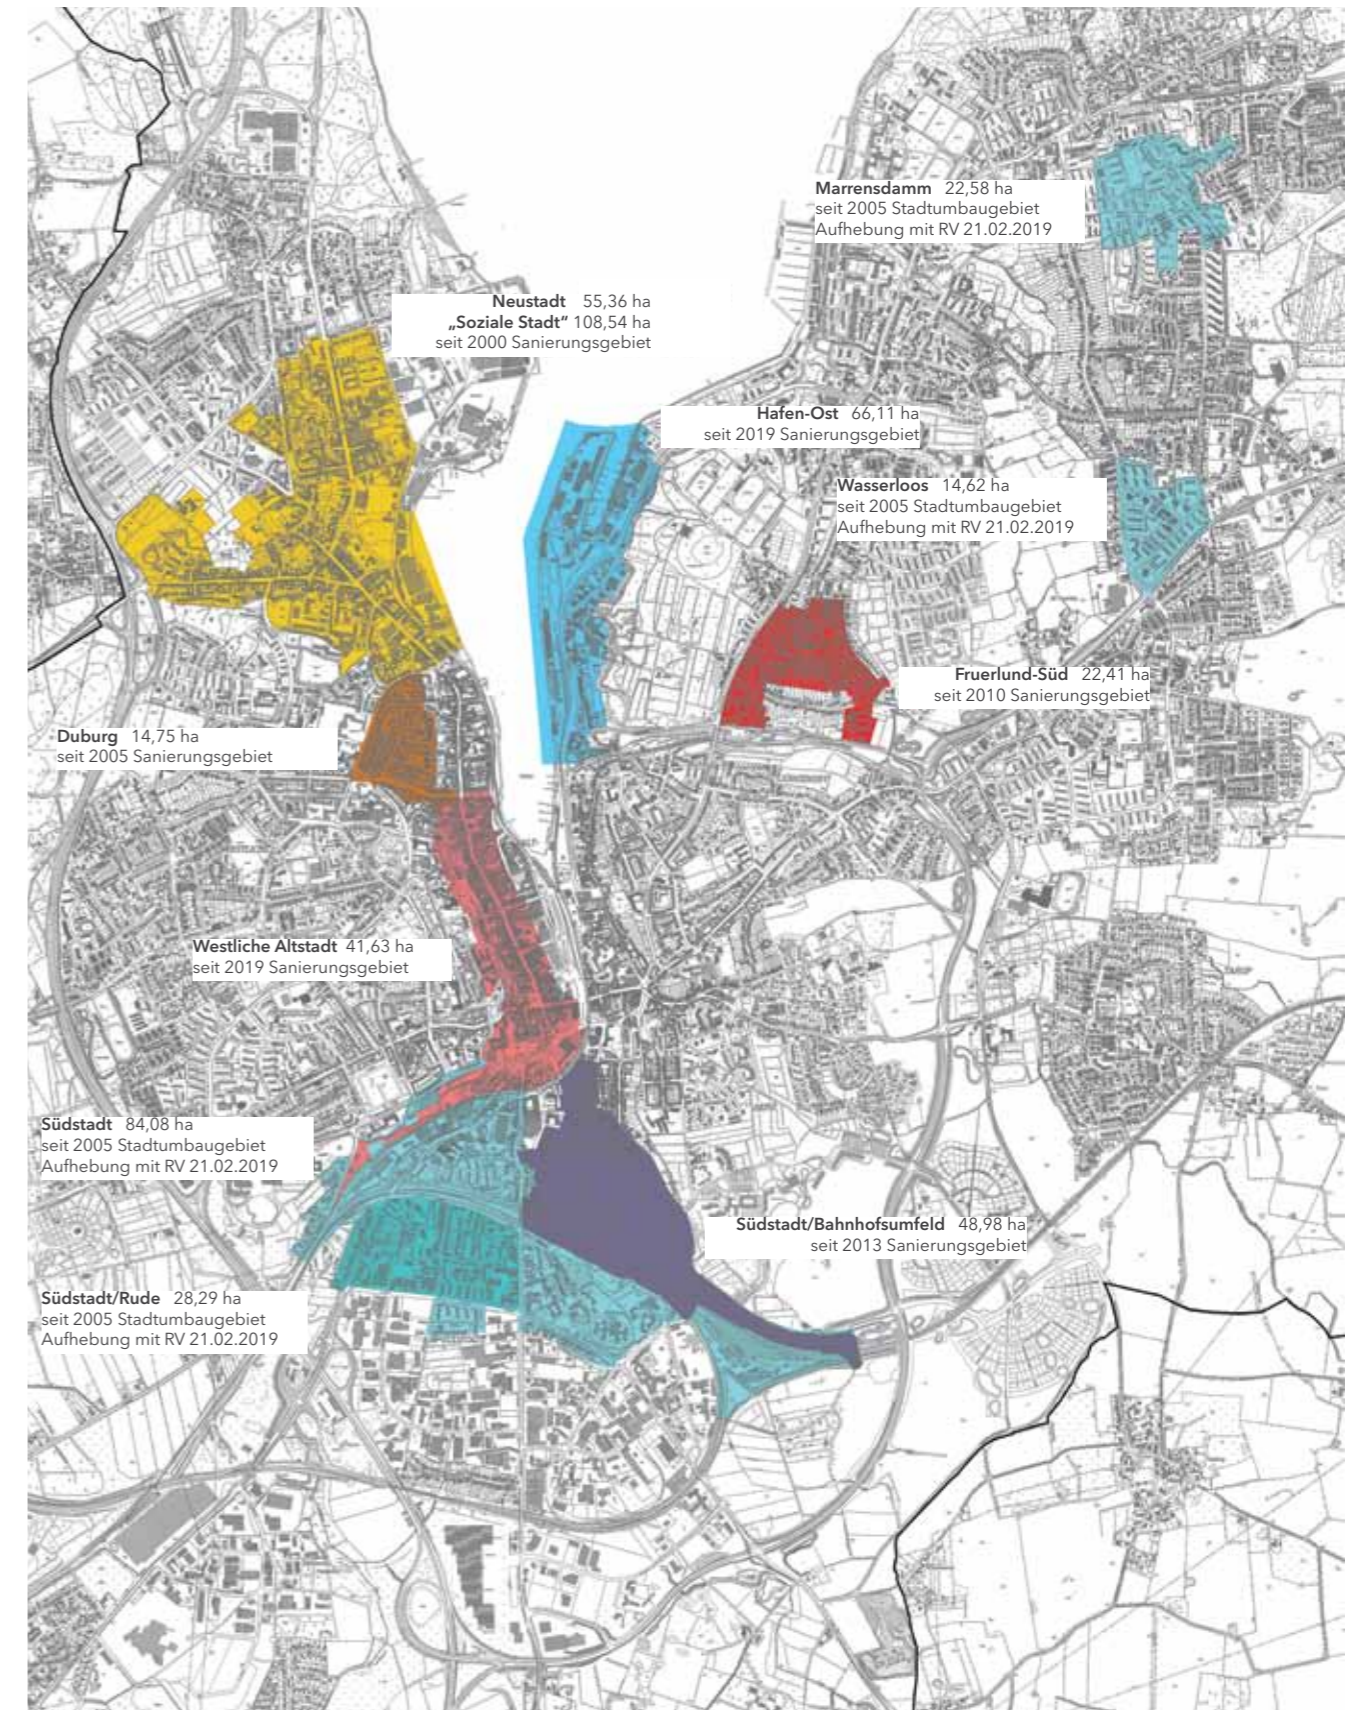 Marrensdamm 22,58 ha
seit 2005 Stadtumbaugebiet
Aufhebung mit RV 21.02.2019
Neustadt 55,36 ha
„Soziale Stadt“ 108,54 ha
seit 2000 Sanierungsgebiet
Hafen-Ost 66,11 ha
seit 2019 Sanierungsgebiet
Wasserloos 14,62 ha
seit 2005 Stadtumbaugebiet
Aufhebung mit RV 21.02.2019
Fruerlund-Süd 22,41 ha
seit 2010 Sanierungsgebiet
Duburg 14,75 ha
seit 2005 Sanierungsgebiet
Westliche Altstadt 41,63 ha
seit 2019 Sanierungsgebiet
Südstadt 84,08 ha
seit 2005 Stadtumbaugebiet
Aufhebung mit RV 21.02.2019
Südstadt/Bahnhofsumfeld 48,98 ha
seit 2013 Sanierungsgebiet
Südstadt/Rude 28,29 ha
seit 2005 Stadtumbaugebiet
Aufhebung mit RV 21.02.2019